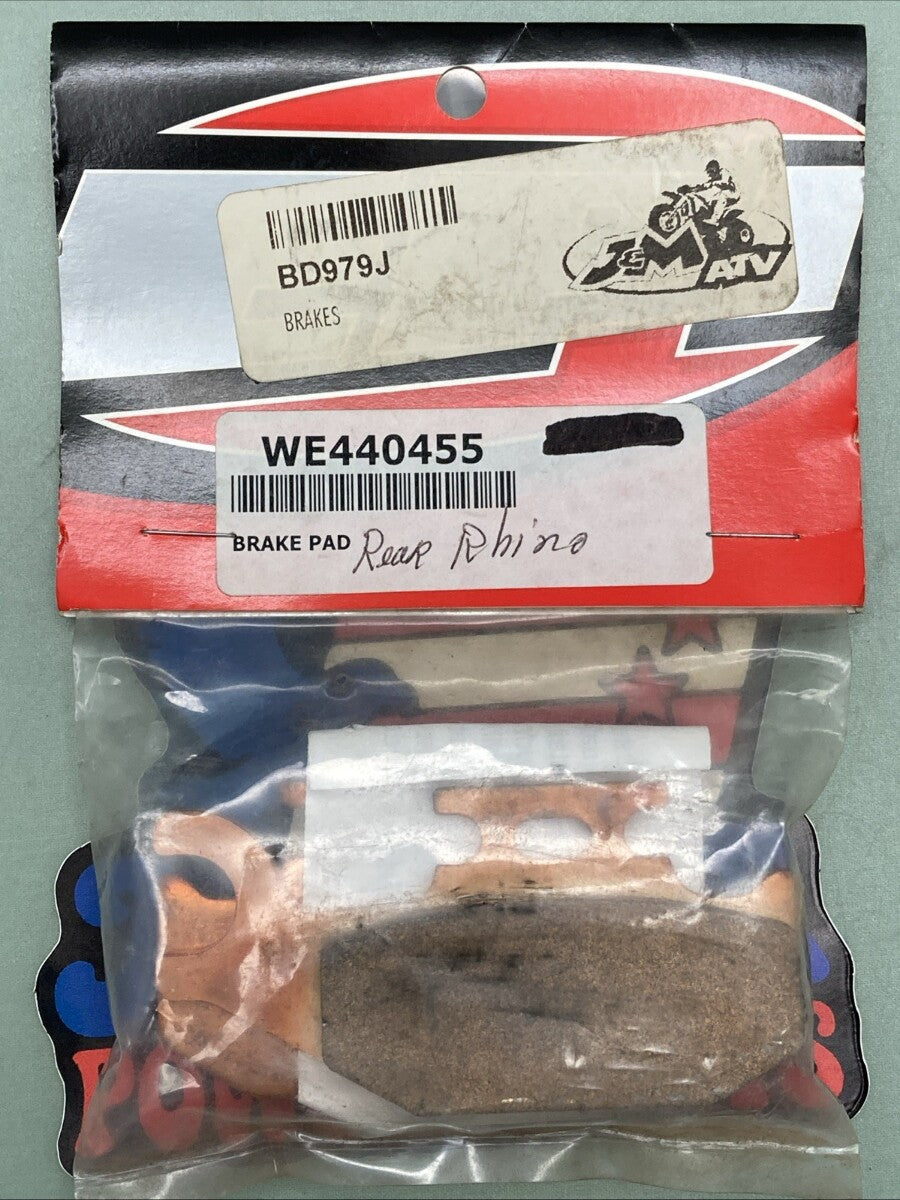 BD979J
BRAKES
J&M
ATV
WE440455
BRAKE PAD Rear Rhino